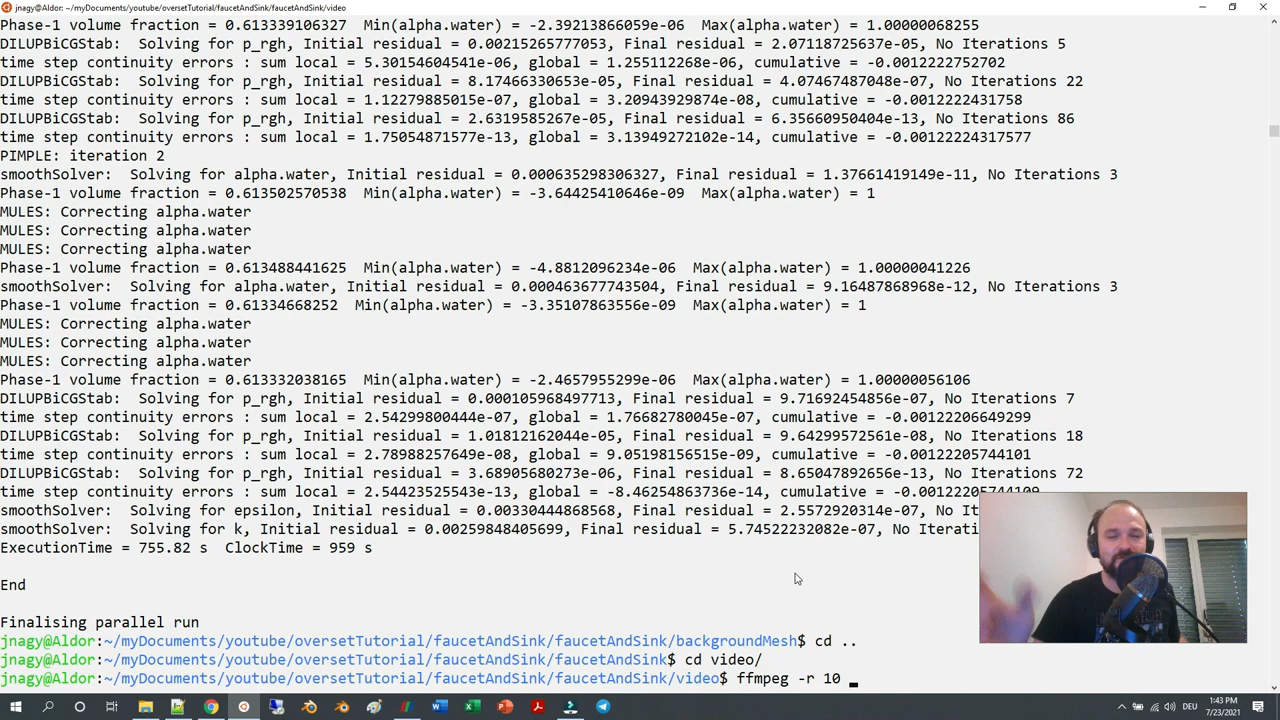 jnagy@Aldor: ~/myDocuments/youtube/oversetTutorial/faucetAndSink/faucetAndSink/video
Phase-1 volume fraction = 0.613339106327  Min(alpha.water) = -2.39213866059e-06  Max(alpha.water) = 1.00000068255
DILUPBiCGStab:  Solving for p_rgh, Initial residual = 0.00215265777053, Final residual = 2.07118725637e-05, No Iterations 5
time step continuity errors : sum local = 5.30154604541e-06, global = 1.255112268e-06, cumulative = -0.0012222752702
DILUPBiCGStab:  Solving for p_rgh, Initial residual = 8.17466330653e-05, Final residual = 4.07467487048e-07, No Iterations 22
time step continuity errors : sum local = 1.12279885015e-07, global = 3.20943929874e-08, cumulative = -0.0012222431758
DILUPBiCGStab:  Solving for p_rgh, Initial residual = 2.6319585267e-05, Final residual = 6.35660950404e-13, No Iterations 86
time step continuity errors : sum local = 1.75054871577e-13, global = 3.13949272102e-14, cumulative = -0.00122224317577
PIMPLE: iteration 2
smoothSolver:  Solving for alpha.water, Initial residual = 0.000635298306327, Final residual = 1.37661419149e-11, No Iterations 3
Phase-1 volume fraction = 0.613502570538  Min(alpha.water) = -3.64425410646e-09  Max(alpha.water) = 1
MULES: Correcting alpha.water
MULES: Correcting alpha.water
MULES: Correcting alpha.water
Phase-1 volume fraction = 0.613488441625  Min(alpha.water) = -4.8812096234e-06  Max(alpha.water) = 1.00000041226
smoothSolver:  Solving for alpha.water, Initial residual = 0.000463677743504, Final residual = 9.16487868968e-12, No Iterations 3
Phase-1 volume fraction = 0.61334668252  Min(alpha.water) = -3.35107863556e-09  Max(alpha.water) = 1
MULES: Correcting alpha.water
MULES: Correcting alpha.water
MULES: Correcting alpha.water
Phase-1 volume fraction = 0.613332038165  Min(alpha.water) = -2.4657955299e-06  Max(alpha.water) = 1.00000056106
DILUPBiCGStab:  Solving for p_rgh, Initial residual = 0.000105968497713, Final residual = 9.71692454856e-07, No Iterations 7
time step continuity errors : sum local = 2.54299800444e-07, global = 1.76682780045e-07, cumulative = -0.00122206649299
DILUPBiCGStab:  Solving for p_rgh, Initial residual = 1.01812162044e-05, Final residual = 9.64299572561e-08, No Iterations 18
time step continuity errors : sum local = 2.78988257649e-08, global = 9.05198156515e-09, cumulative = -0.00122205744101
DILUPBiCGStab:  Solving for p_rgh, Initial residual = 3.68905680273e-06, Final residual = 8.65047892656e-13, No Iterations 72
time step continuity errors : sum local = 2.54423525543e-13, global = -8.46254863736e-14, cumulative = -0.00122205744109
smoothSolver:  Solving for epsilon, Initial residual = 0.00330444868568, Final residual = 2.5572920314e-07, No
smoothSolver:  Solving for k, Initial residual = 0.00259848405699, Final residual = 5.74522232082e-07, No
ExecutionTime = 755.82 s  ClockTime = 959 s
End
Finalising parallel run
jnagy@Aldor:~/myDocuments/youtube/oversetTutorial/faucetAndSink/faucetAndSink/backgroundMesh$ cd ..
jnagy@Aldor:~/myDocuments/youtube/oversetTutorial/faucetAndSink/faucetAndSink$ cd video/
jnagy@Aldor:~/myDocuments/youtube/oversetTutorial/faucetAndSink/faucetAndSink/video$ ffmpeg -r 10
DEU
1:43 PM
7/23/2021